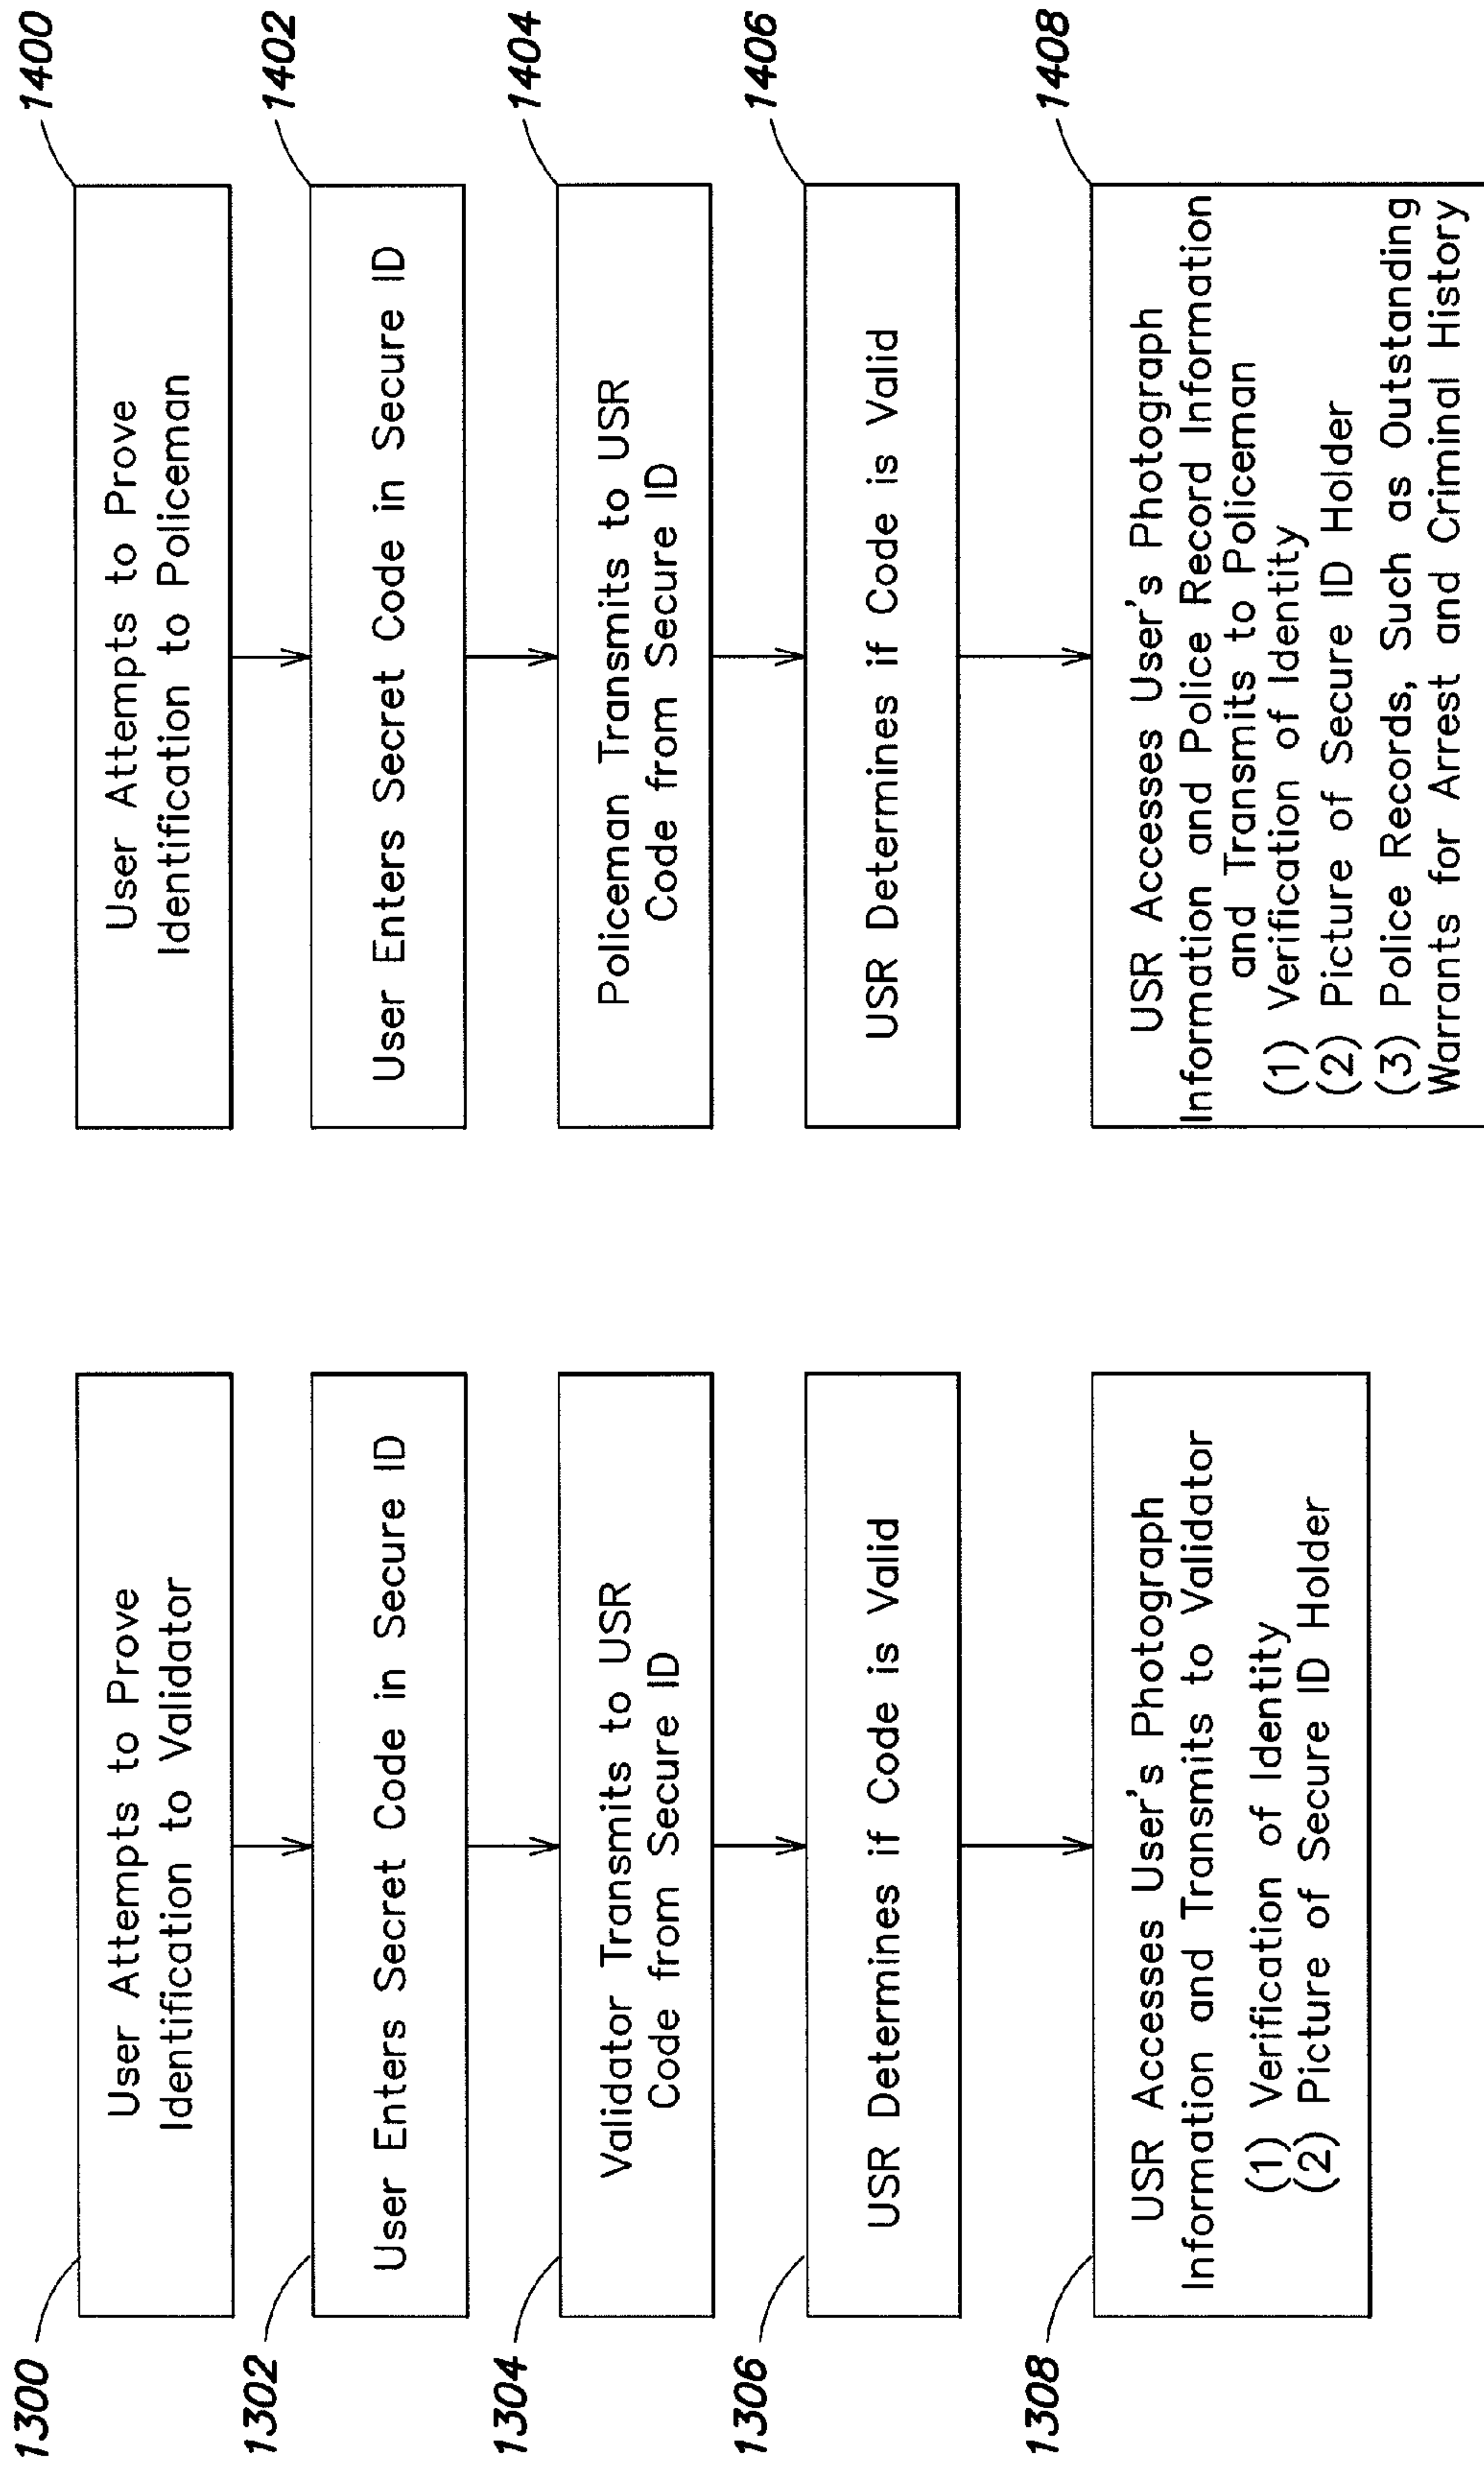 1300
User Attempts to Prove
Identification to Validator
1302
User Enters Secret Code in Secure ID
1304
Validator Transmits to USR
Code from Secure ID
1306
USR Determines if Code is Valid
1308
USR Accesses User's Photograph
Information and Transmits to Validator
(1) Verification of Identity
(2) Picture of Secure ID Holder
1400
User Attempts to Prove
Identification to Policeman
1402
User Enters Secret Code in Secure ID
1404
Policeman Transmits to USR
Code from Secure ID
1406
USR Determines if Code is Valid
1408
USR Accesses User's Photograph
Information and Police Record Information
and Transmits to Policeman
(1) Verification of Identity
(2) Picture of Secure ID Holder
(3) Police Records, Such as Outstanding
Warrants for Arrest and Criminal History